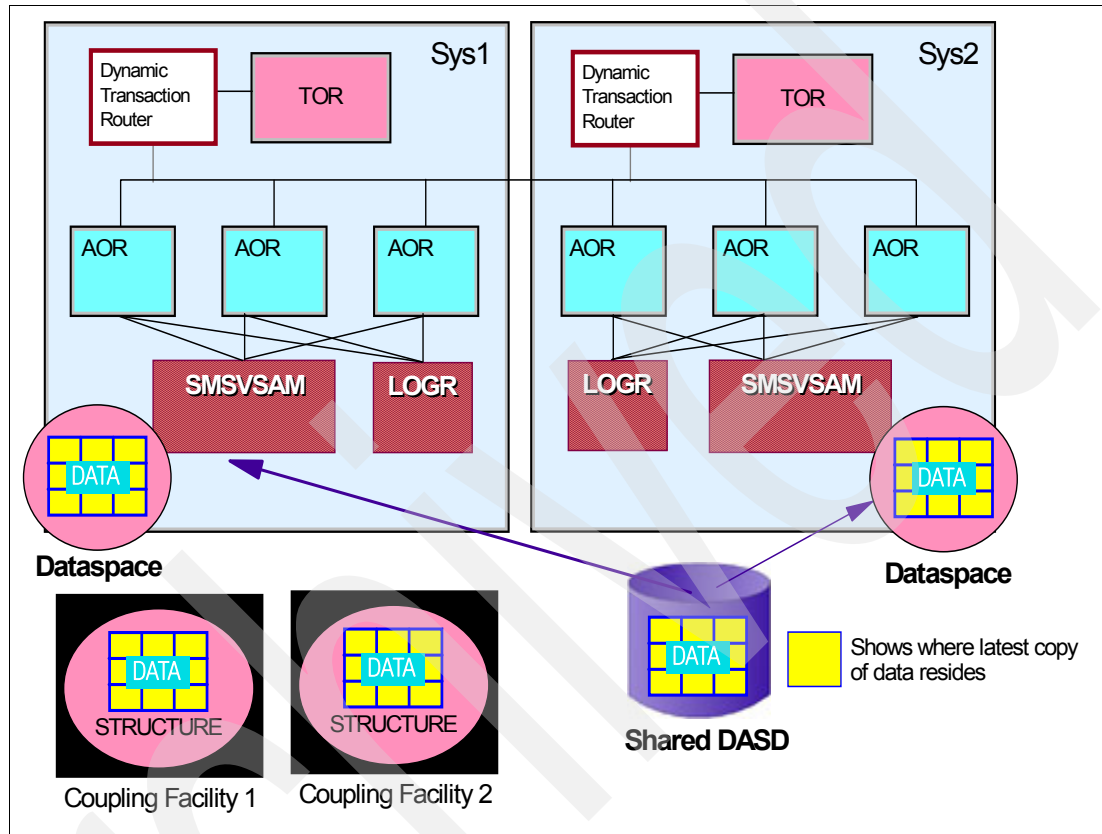 Sys1
Dynamic
Transaction
Router
TOR
AOR
AOR
AOR
SMSVSAM
LOGR
DATA
Dataspace
Sys2
Dynamic
Transaction
Router
TOR
AOR
AOR
AOR
LOGR
SMSVSAM
DATA
Dataspace
DATA
STRUCTURE
Coupling Facility 1
DATA
STRUCTURE
Coupling Facility 2
DATA
Shared DASD
Shows where latest copy
of data resides